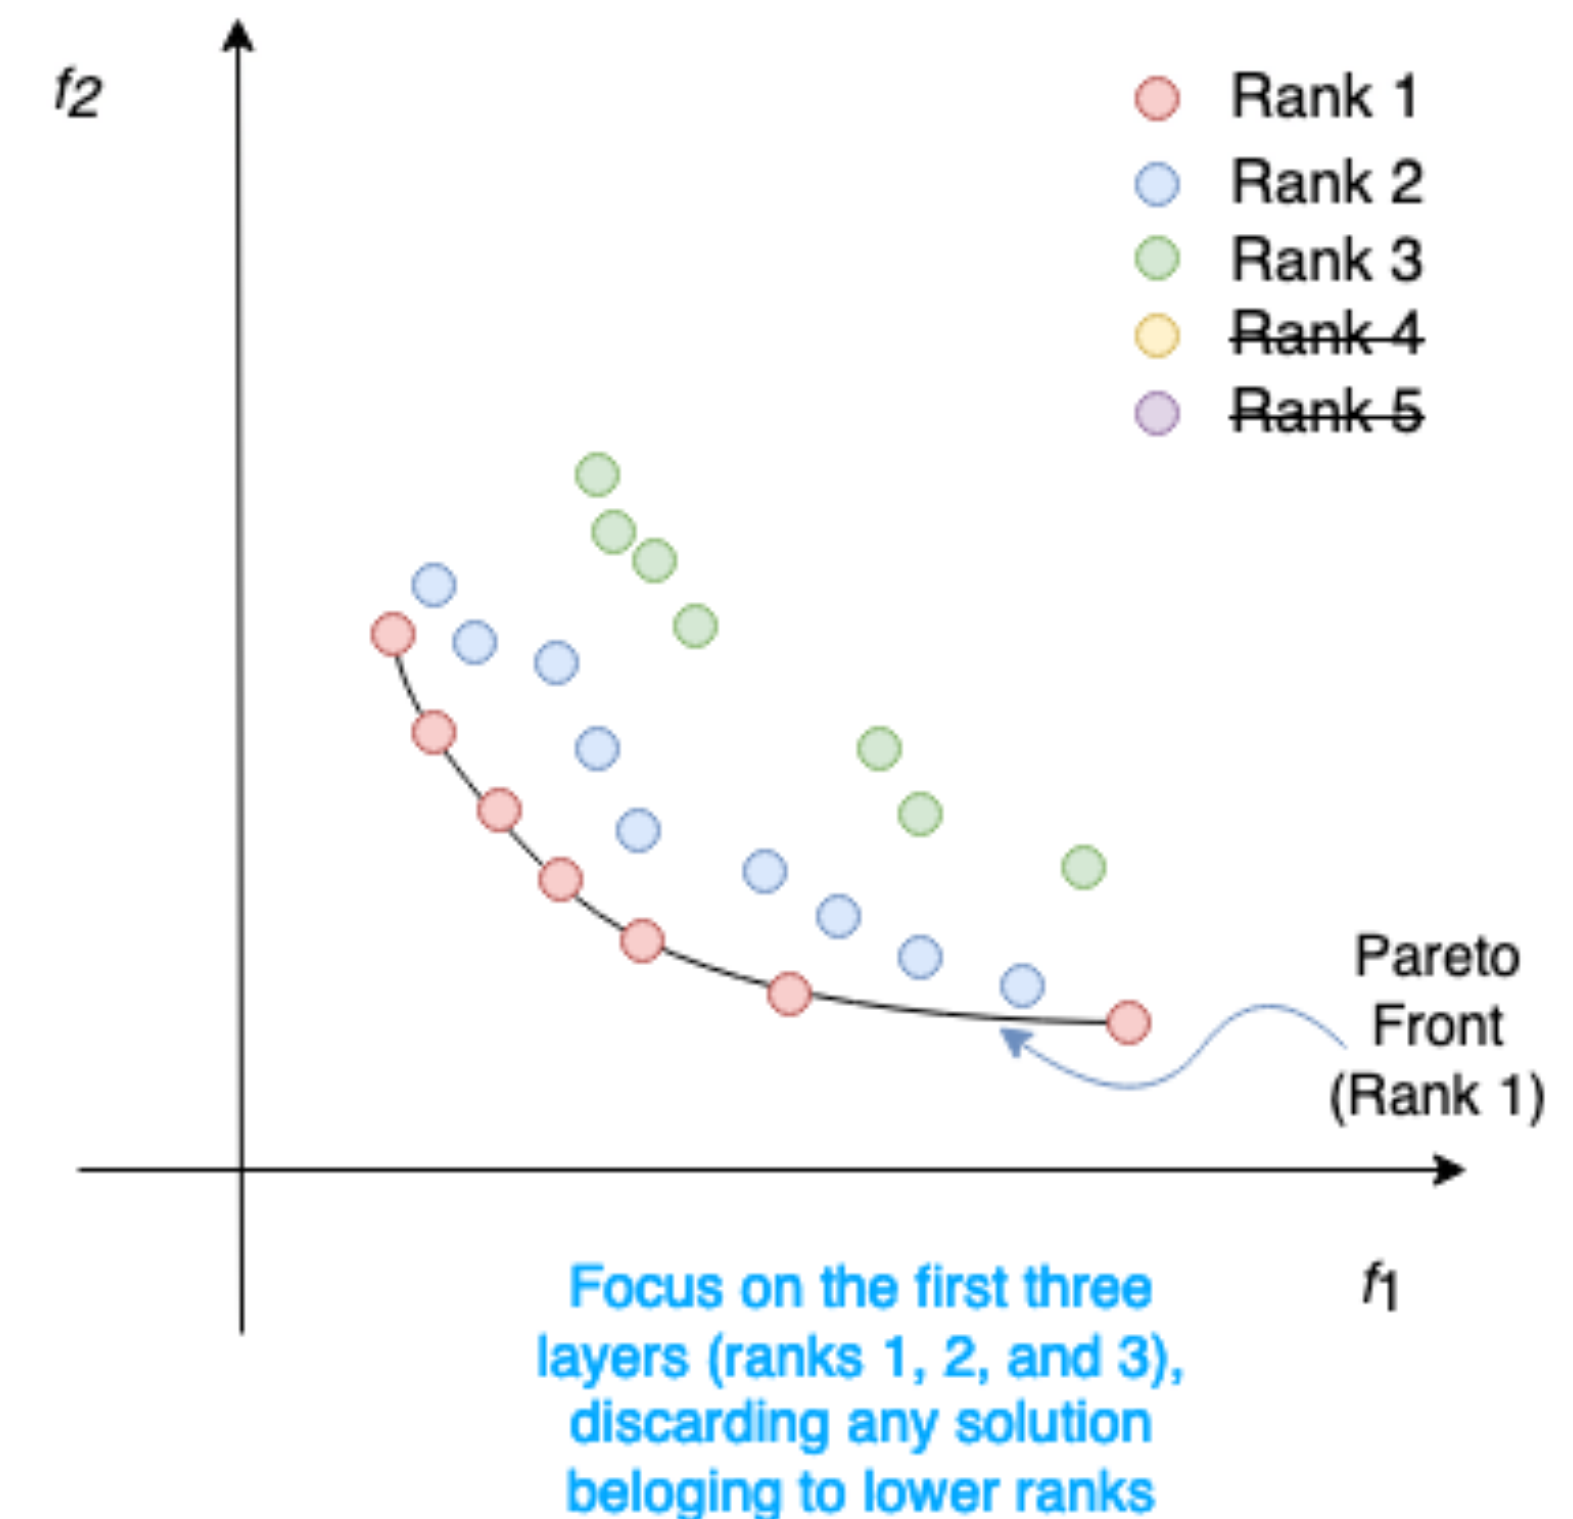 f2
Rank 1
Rank 2
Rank 3
Rank 4
Rank 5
Pareto
Front
(Rank 1)
f1
Focus on the first three
layers (ranks 1, 2, and 3),
discarding any solution
beloging to lower ranks